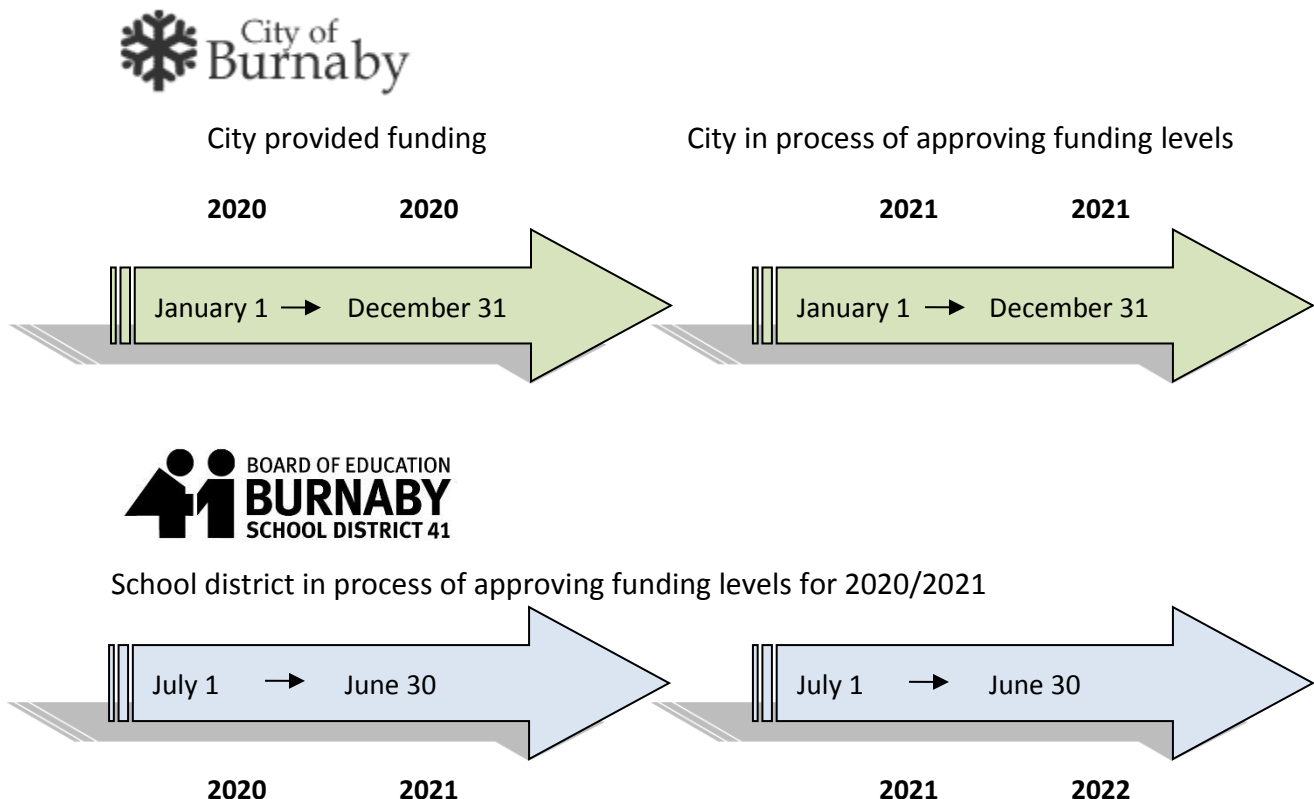 City of
Burnaby
City provided funding City in process of approving funding levels
2020 2020 2021 2021
January 1 → December 31 January 1 → December 31
BOARD OF EDUCATION
BURNABY
SCHOOL DISTRICT 41
School district in process of approving funding levels for 2020/2021
July 1 → June 30 July 1 → June 30
2020 2021 2021 2022